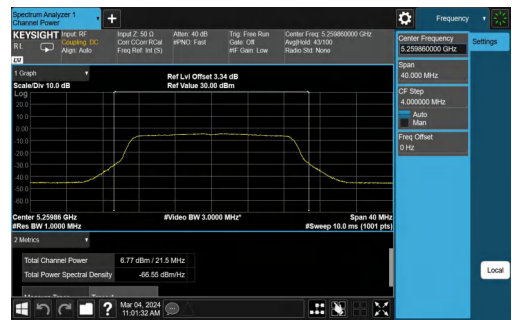 Spectrum Analyzer 1
Channel Power
+
Frequency
KEYSIGHT
RL
Input: RF
Coupling: DC
Align: Auto
Input Z: 50 Ω
Corr CCorr RCal
Freq Ref: Int (S)
Atten: 40 dB
#PNO: Fast
Trig: Free Run
Gate: Off
#IF Gain: Low
Center Freq: 5.259860000 GHz
Avg|Hold: 43/100
Radio Std: None
Center Frequency
5.259860000 GHz
Settings
Span
40.000 MHz
CF Step
4.000000 MHz
Auto
Man
Freq Offset
0 Hz
1 Graph
Scale/Div 10.0 dB
Ref Lvl Offset 3.34 dB
Ref Value 30.00 dBm
Log
20.0
10.0
0.00
-10.0
-20.0
-30.0
-40.0
-50.0
-60.0
Center 5.25986 GHz
#Res BW 1.0000 MHz
#Video BW 3.0000 MHz*
Span 40 MHz
#Sweep 10.0 ms (1001 pts)
2 Metrics
Total Channel Power 6.77 dBm / 21.5 MHz
Total Power Spectral Density -66.55 dBm/Hz
Local
?
Mar 04, 2024
11:01:32 AM